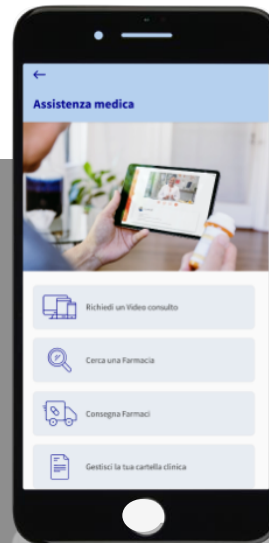 Assistenza medica
Richiedi un Video consulto
Cerca una Farmacia
Consegna Farmaci
Gestisci la tua cartella clinica